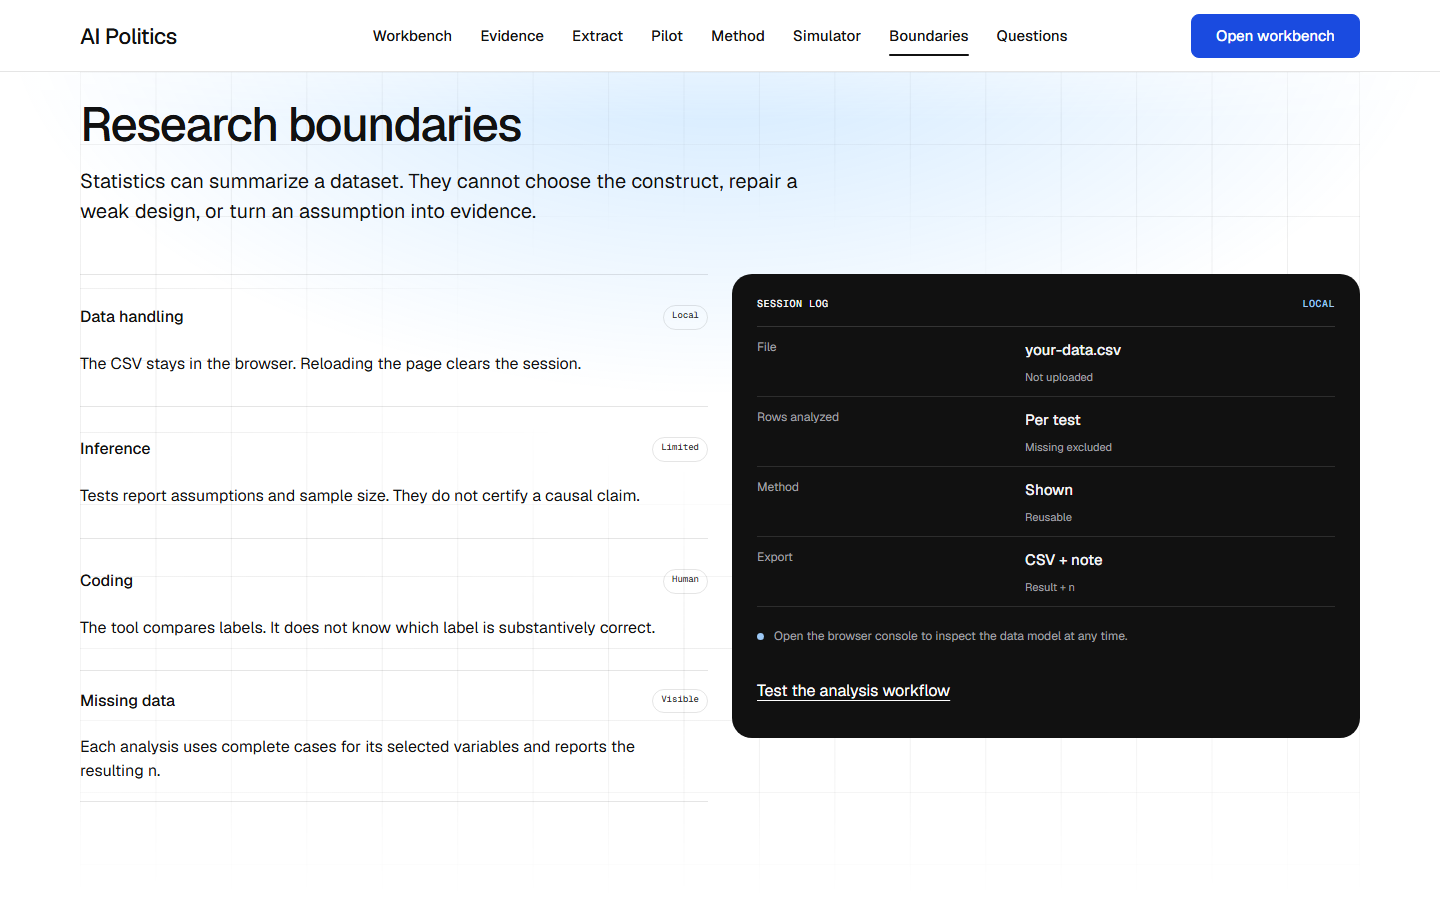 AI Politics
Workbench
Evidence
Extract
Pilot
Method
Simulator
Boundaries
Questions
Open workbench
Research boundaries
Statistics can summarize a dataset. They cannot choose the construct, repair a
weak design, or turn an assumption into evidence.
Data handling
Local
The CSV stays in the browser. Reloading the page clears the session.
Inference
Limited
Tests report assumptions and sample size. They do not certify a causal claim.
Coding
Human
The tool compares labels. It does not know which label is substantively correct.
Missing data
Visible
Each analysis uses complete cases for its selected variables and reports the
resulting n.
SESSION LOG
LOCAL
File
your-data.csv
Not uploaded
Rows analyzed
Per test
Missing excluded
Method
Shown
Reusable
Export
CSV + note
Result + n
Open the browser console to inspect the data model at any time.
Test the analysis workflow